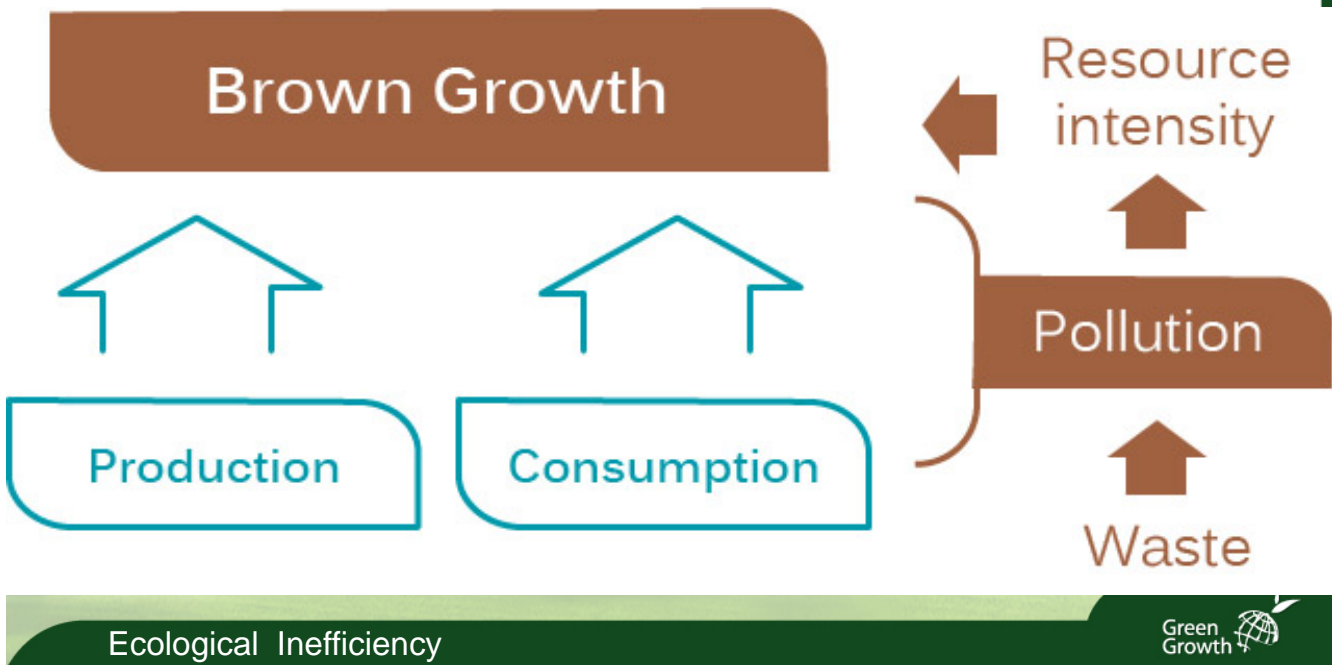 Brown Growth
Resource
intensity
Pollution
Production
Consumption
Waste
Ecological Inefficiency
Green
Growth